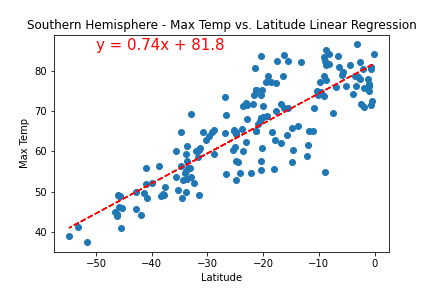 Southern Hemisphere - Max Temp vs. Latitude Linear Regression
y = 0.74x + 81.8
80
70
60
50
40
Max Temp
−50 −40 −30 −20 −10 0
Latitude